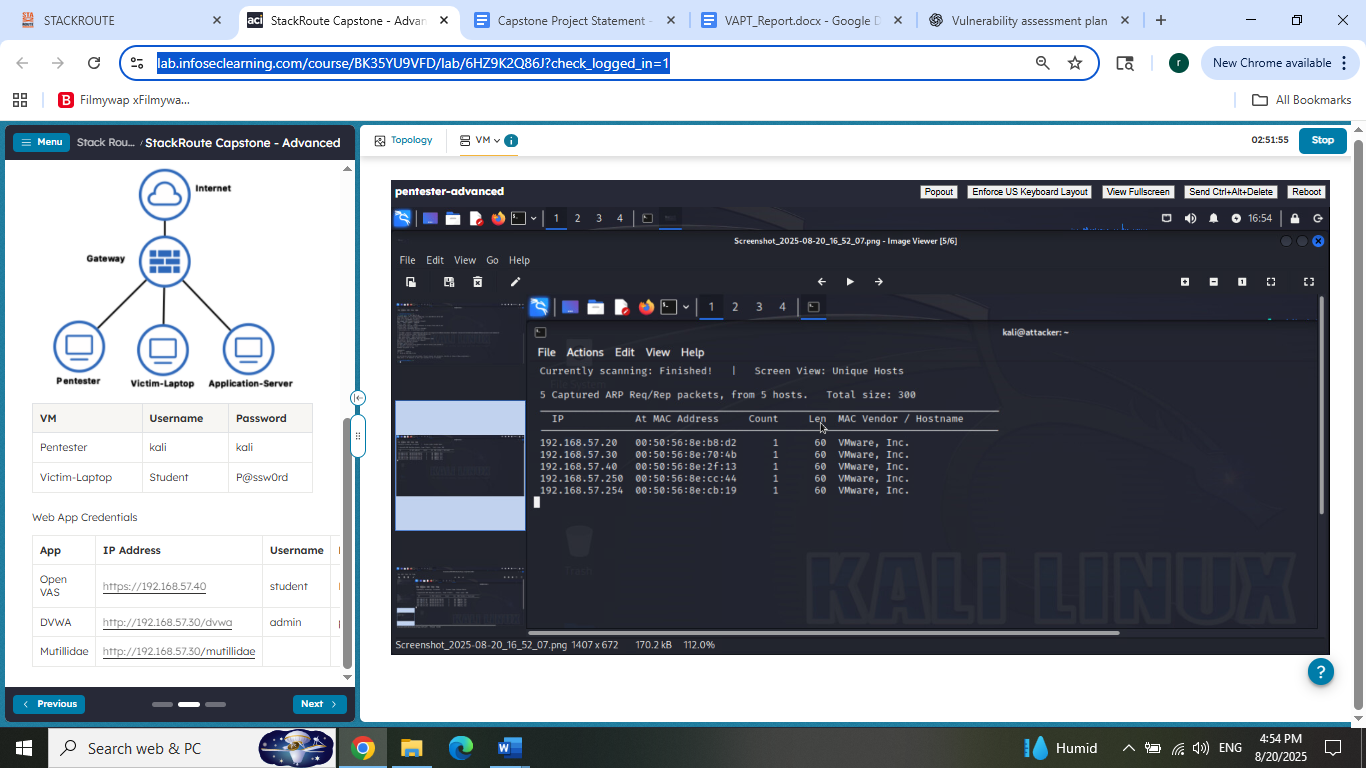 STACKROUTE
aci StackRoute Capstone - Advan
Capstone Project Statement -
VAPT_Report.docx - Google D
Vulnerability assessment plan
lab.infoseclearning.com/course/BK35YU9VFD/lab/6HZ9K2Q86J?check_logged_in=1
r
New Chrome available
B Filmywap xFilmywa...
All Bookmarks
Menu Stack Rou... / StackRoute Capstone - Advanced
Topology
VM
02:51:55
Stop
Internet
Gateway
Pentester Victim-Laptop Application-Server
VM Username Password
Pentester kali kali
Victim-Laptop Student P@ssw0rd
Web App Credentials
App IP Address Username
Open VAS https://192.168.57.40 student
DVWA http://192.168.57.30/dvwa admin
Mutillidae http://192.168.57.30/mutillidae
Previous
Next
pentester-advanced
Popout Enforce US Keyboard Layout View Fullscreen Send Ctrl+Alt+Delete Reboot
1 2 3 4
16:54
Screenshot_2025-08-20_16_52_07.png - Image Viewer [5/6]
File Edit View Go Help
1 2 3 4
kali@attacker: ~
File Actions Edit View Help
Currently scanning: Finished! | Screen View: Unique Hosts
5 Captured ARP Req/Rep packets, from 5 hosts. Total size: 300
IP At MAC Address Count Len MAC Vendor / Hostname
192.168.57.20 00:50:56:8e:b8:d2 1 60 VMware, Inc.
192.168.57.30 00:50:56:8e:70:4b 1 60 VMware, Inc.
192.168.57.40 00:50:56:8e:2f:13 1 60 VMware, Inc.
192.168.57.250 00:50:56:8e:cc:44 1 60 VMware, Inc.
192.168.57.254 00:50:56:8e:cb:19 1 60 VMware, Inc.
KALI LINUX
Screenshot_2025-08-20_16_52_07.png 1407 x 672 170.2 kB 112.0%
?
Search web & PC
Humid
ENG
4:54 PM
8/20/2025